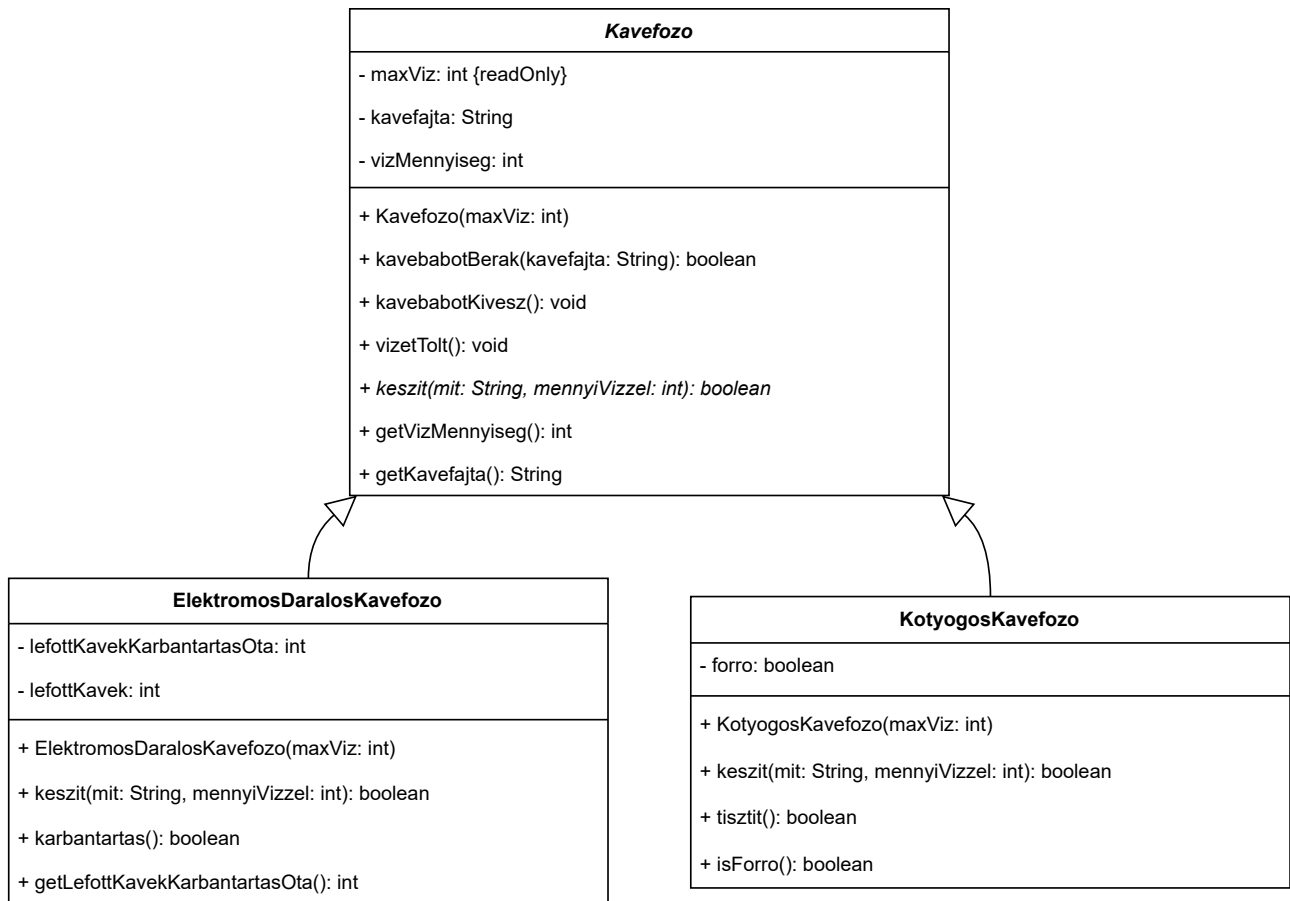 Kavefozo
- maxViz: int {readOnly}
- kavefajta: String
- vizMennyiseg: int
+ Kavefozo(maxViz: int)
+ kavebabotBerak(kavefajta: String): boolean
+ kavebabotKivesz(): void
+ vizetTolt(): void
+ keszit(mit: String, mennyiVizzel: int): boolean
+ getVizMennyiseg(): int
+ getKavefajta(): String
ElektromosDaralosKavefozo
- lefottKavekKarbantartasOta: int
- lefottKavek: int
+ ElektromosDaralosKavefozo(maxViz: int)
+ keszit(mit: String, mennyiVizzel: int): boolean
+ karbantartas(): boolean
+ getLefottKavekKarbantartasOta(): int
KotyogosKavefozo
- forro: boolean
+ KotyogosKavefozo(maxViz: int)
+ keszit(mit: String, mennyiVizzel: int): boolean
+ tisztit(): boolean
+ isForro(): boolean